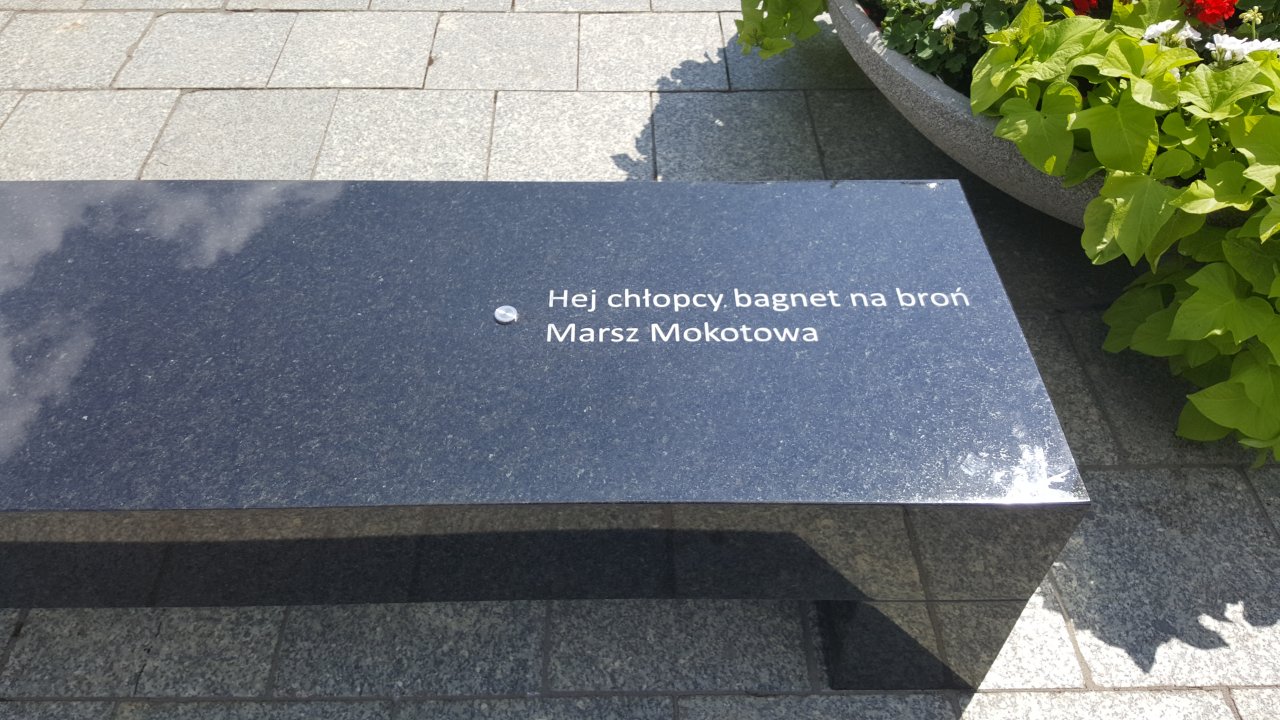 Hej chłopcy, bagnet na broń
Marsz Mokotowa